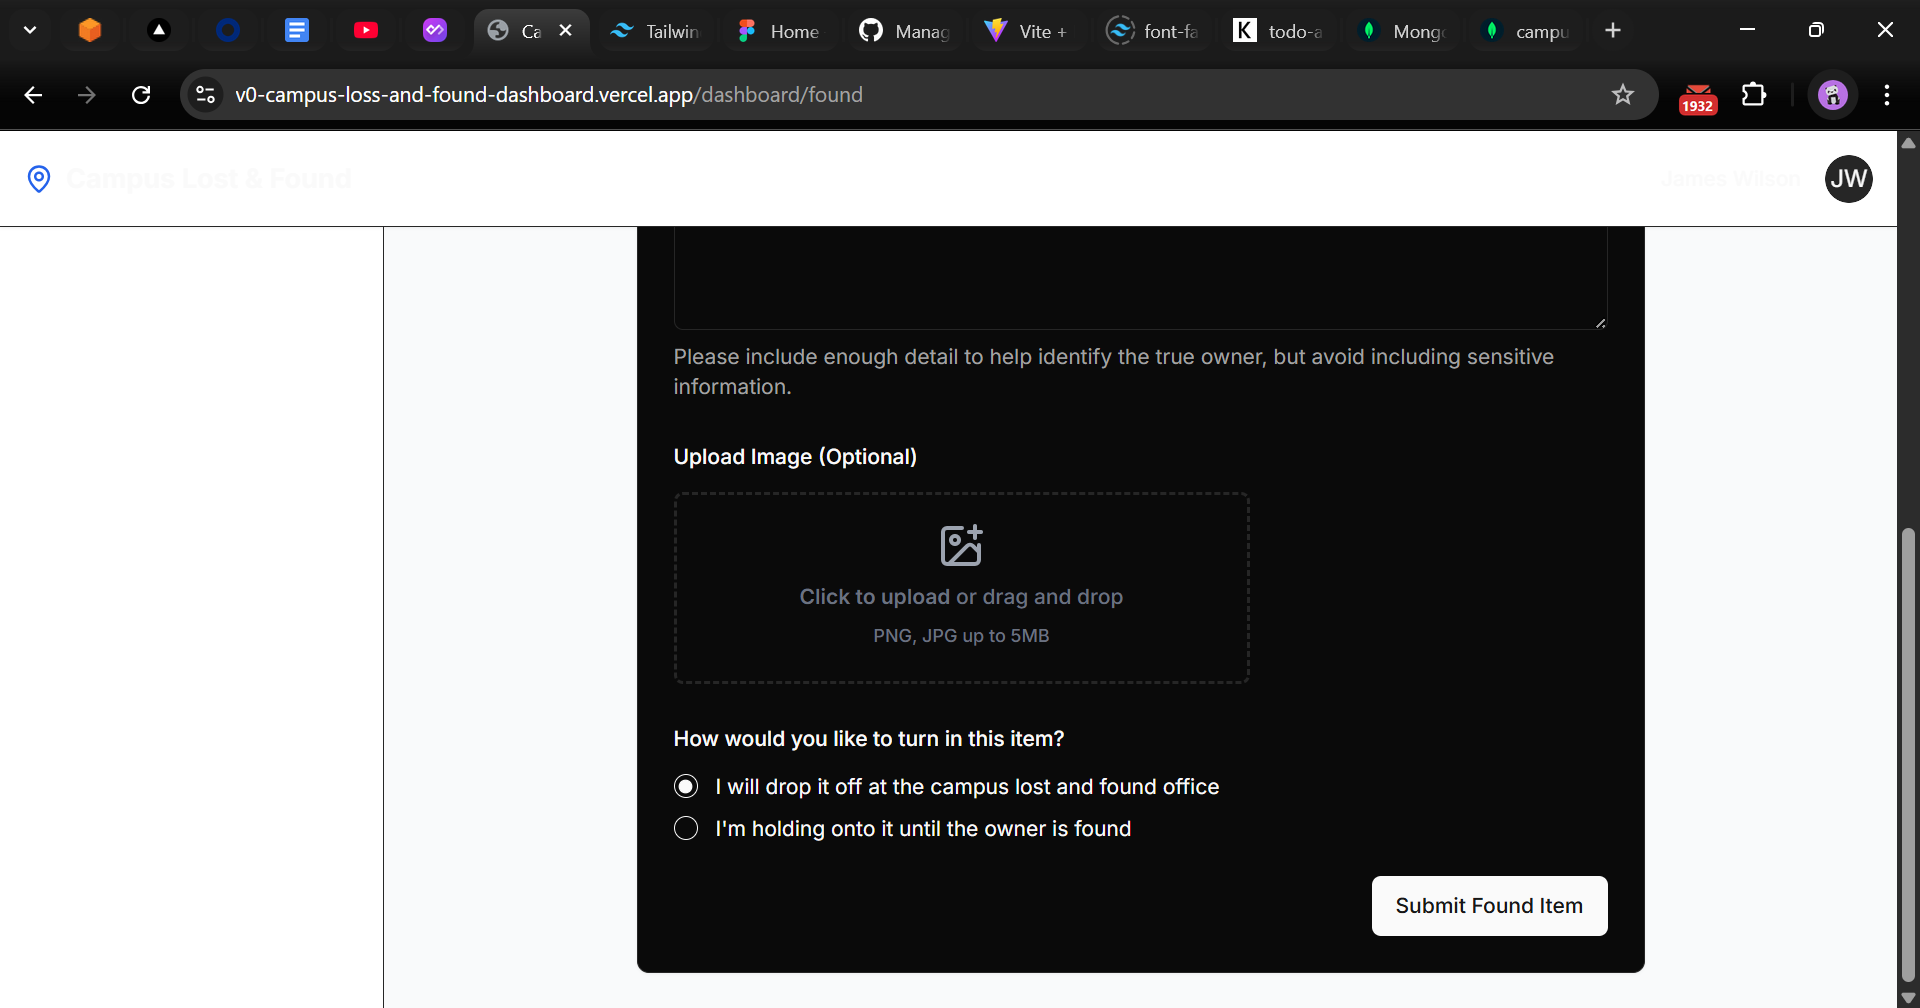 Ca
Tailwin
Home
Manag
Vite +
font-fa
K
todo-a
Mong
campu
v0-campus-loss-and-found-dashboard.vercel.app/dashboard/found
1932
Campus Lost & Found
James Wilson
JW
Please include enough detail to help identify the true owner, but avoid including sensitive
information.
Upload Image (Optional)
Click to upload or drag and drop
PNG, JPG up to 5MB
How would you like to turn in this item?
I will drop it off at the campus lost and found office
I'm holding onto it until the owner is found
Submit Found Item